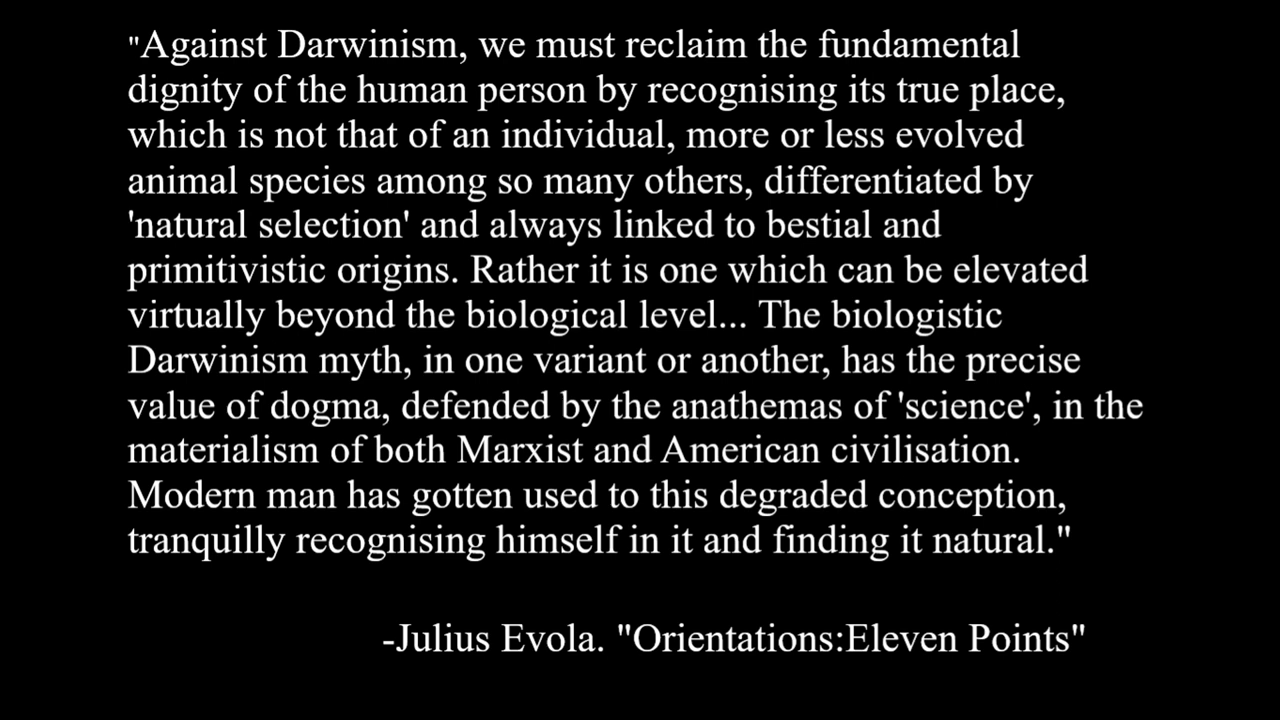 "Against Darwinism, we must reclaim the fundamental
dignity of the human person by recognising its true place,
which is not that of an individual, more or less evolved
animal species among so many others, differentiated by
'natural selection' and always linked to bestial and
primitivistic origins. Rather it is one which can be elevated
virtually beyond the biological level... The biologistic
Darwinism myth, in one variant or another, has the precise
value of dogma, defended by the anathemas of 'science', in the
materialism of both Marxist and American civilisation.
Modern man has gotten used to this degraded conception,
tranquilly recognising himself in it and finding it natural."
-Julius Evola. "Orientations:Eleven Points"